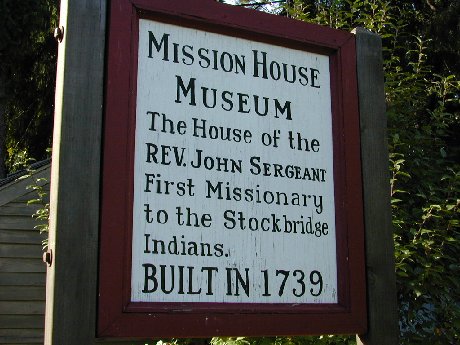 MISSION HOUSE
MUSEUM
The House of the
REV. JOHN SERGEANT
First Missionary
to the Stockbridge
Indians.
BUILT IN 1739